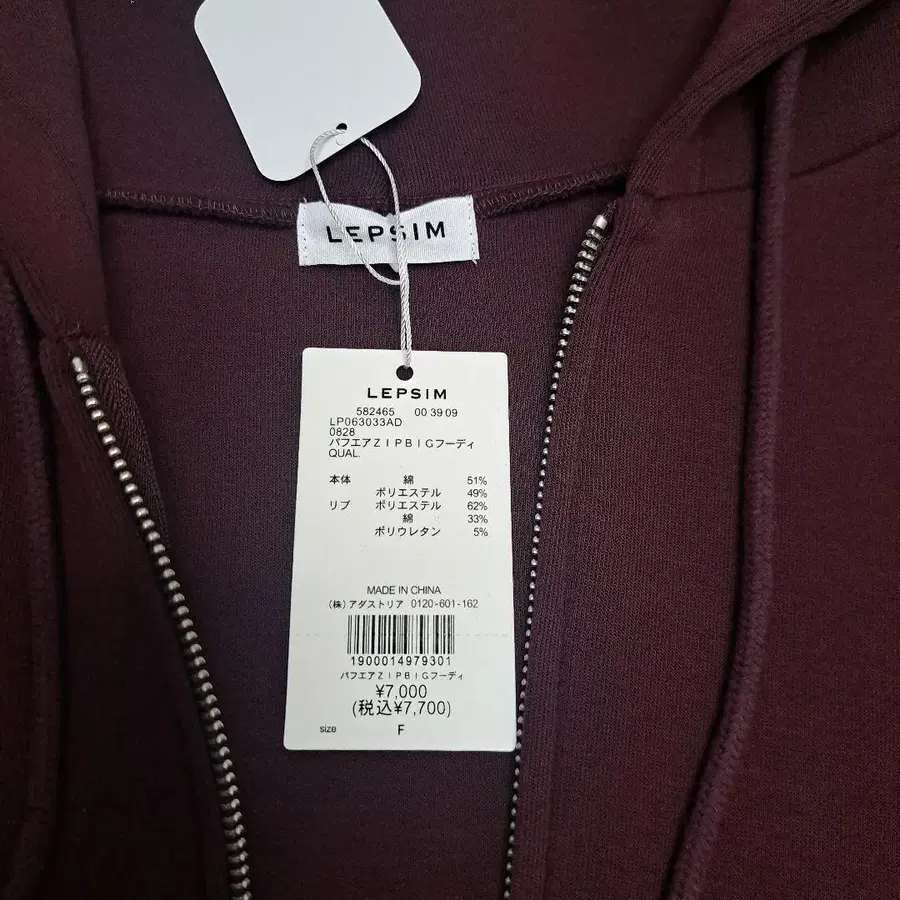 LEPSIM
LEPSIM
582465 00 39 09
LP063033AD
0828
パフエアZIPBIGフーディ
QUAL.
本体 綿 51%
ポリエステル 49%
リブ ポリエステル 62%
綿 33%
ポリウレタン 5%
MADE IN CHINA
(株)アダストリア 0120-601-162
1900014979301
パフエアZIPBIGフーディ
¥7,000
(税込¥7,700)
size F